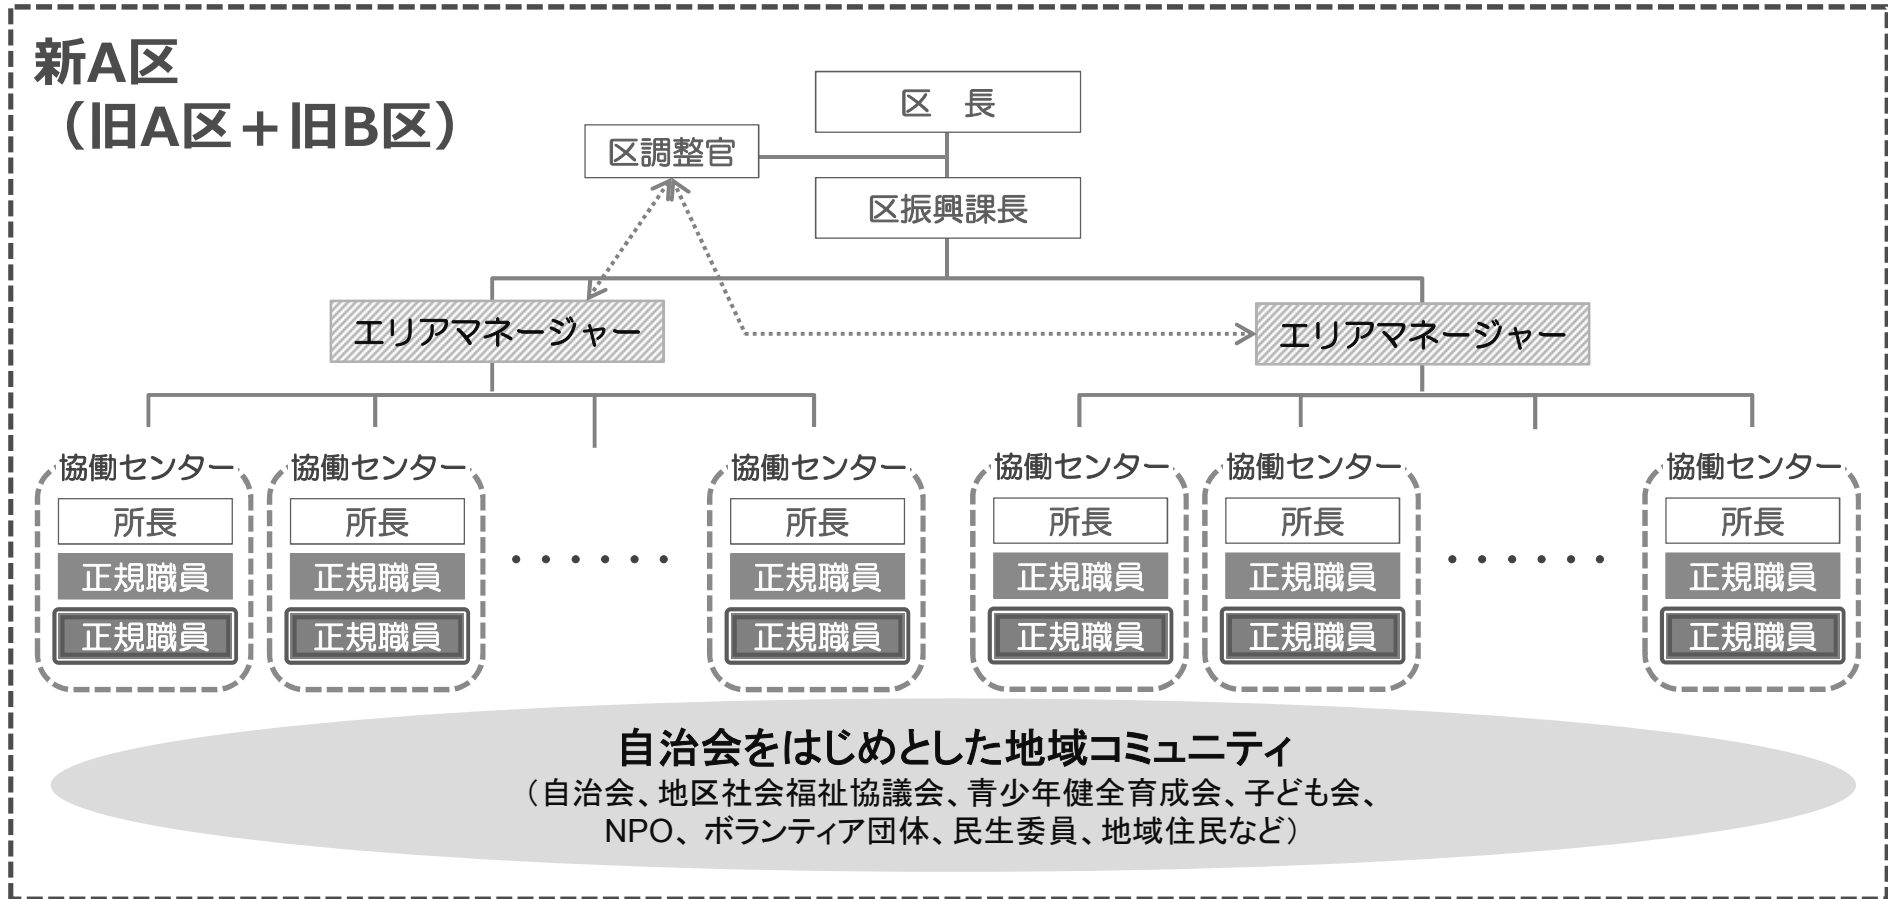 新A区
（旧A区＋旧B区）
区　長
区調整官
区振興課長
エリアマネージャー
エリアマネージャー
協働センター
所長
正規職員
正規職員
協働センター
所長
正規職員
正規職員
・・・・・・
協働センター
所長
正規職員
正規職員
協働センター
所長
正規職員
正規職員
協働センター
所長
正規職員
正規職員
・・・・・・
協働センター
所長
正規職員
正規職員
自治会をはじめとした地域コミュニティ
（自治会、地区社会福祉協議会、青少年健全育成会、子ども会、
NPO、ボランティア団体、民生委員、地域住民など）